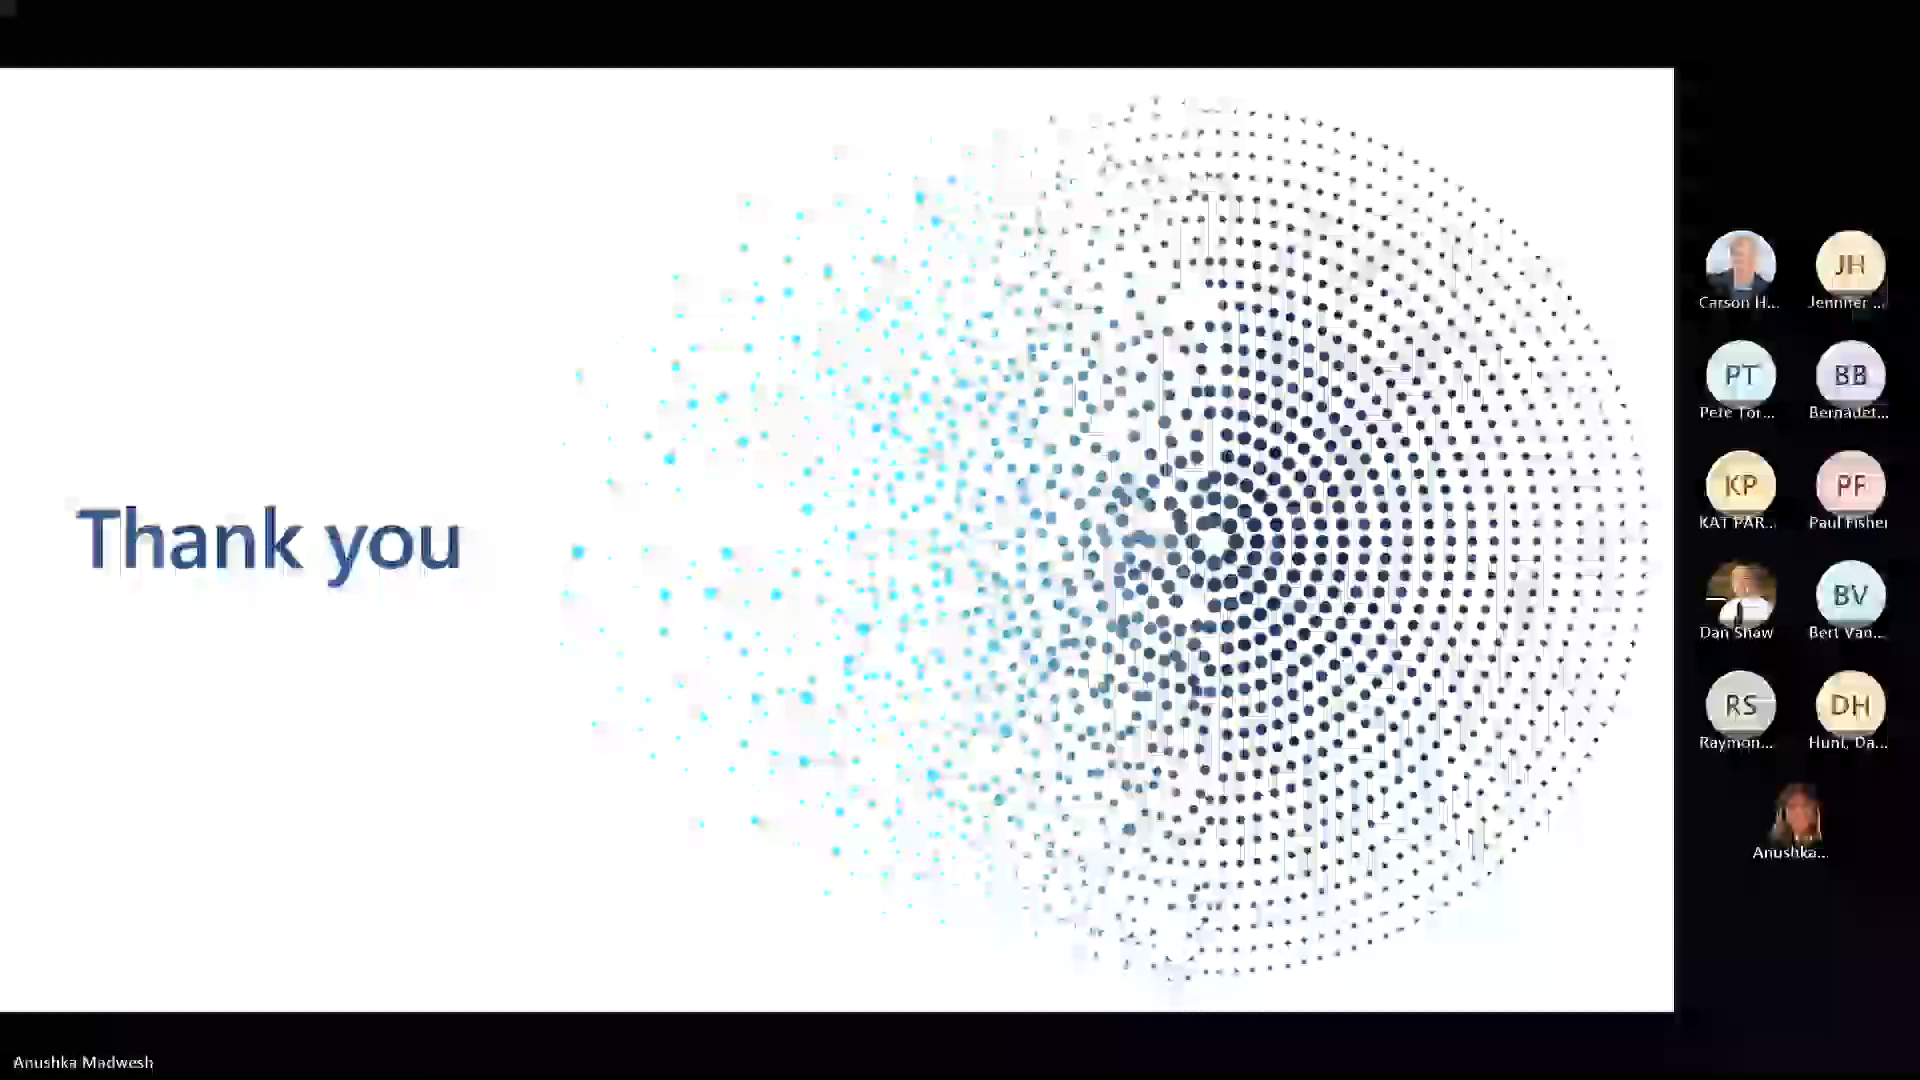 Thank you
Carson H...
JH
Jennifer ...
PT
Pete Tor...
BB
Bernadet...
KP
KAT PAR...
PF
Paul Fisher
Dan Shaw
BV
Bert Van...
RS
Raymon...
DH
Hunt, Da...
Anushka...
Anushka Madwesh